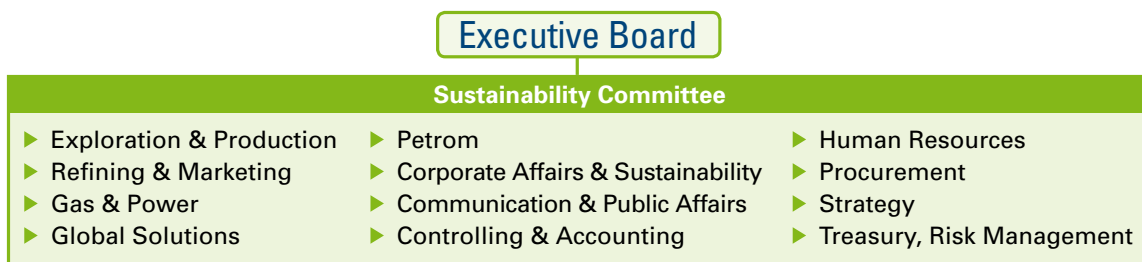 Executive Board
Sustainability Committee
Exploration & Production
Refining & Marketing
Gas & Power
Global Solutions
Petrom
Corporate Affairs & Sustainability
Communication & Public Affairs
Controlling & Accounting
Human Resources
Procurement
Strategy
Treasury, Risk Management